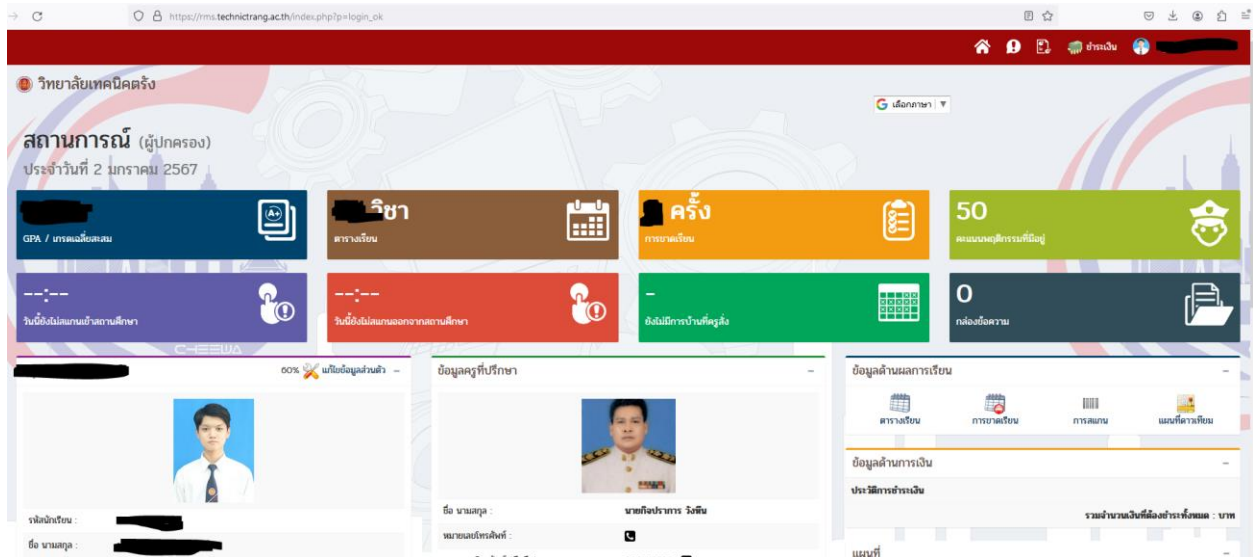 https://rms.technictrang.ac.th/index.php?p=login_ok
ชำระเงิน
วิทยาลัยเทคนิคตรัง
เลือกภาษา
สถานการณ์ (ผู้ปกครอง)
ประจำวันที่ 2 มกราคม 2567
GPA / เกรดเฉลี่ยสะสม
วิชา
ตารางเรียน
ครั้ง
การขาดเรียน
50
คะแนนพฤติกรรมที่มีอยู่
--:--
วันนี้ยังไม่สแกนเข้าสถานศึกษา
--:--
วันนี้ยังไม่สแกนออกจากสถานศึกษา
-
ยังไม่มีการบ้านที่ครูสั่ง
0
กล่องข้อความ
CHEEWA
60% แก้ไขข้อมูลส่วนตัว –
รหัสนักเรียน :
ชื่อ นามสกุล :
ข้อมูลครูที่ปรึกษา –
ชื่อ นามสกุล : นายกิจปราการ วังพืน
หมายเลขโทรศัพท์ :
ข้อมูลด้านผลการเรียน –
ตารางเรียน การขาดเรียน การสแกน แผนที่ดาวเทียม
ข้อมูลด้านการเงิน –
ประวัติการชำระเงิน
รวมจำนวนเงินที่ต้องชำระทั้งหมด : บาท
แผนที่ –